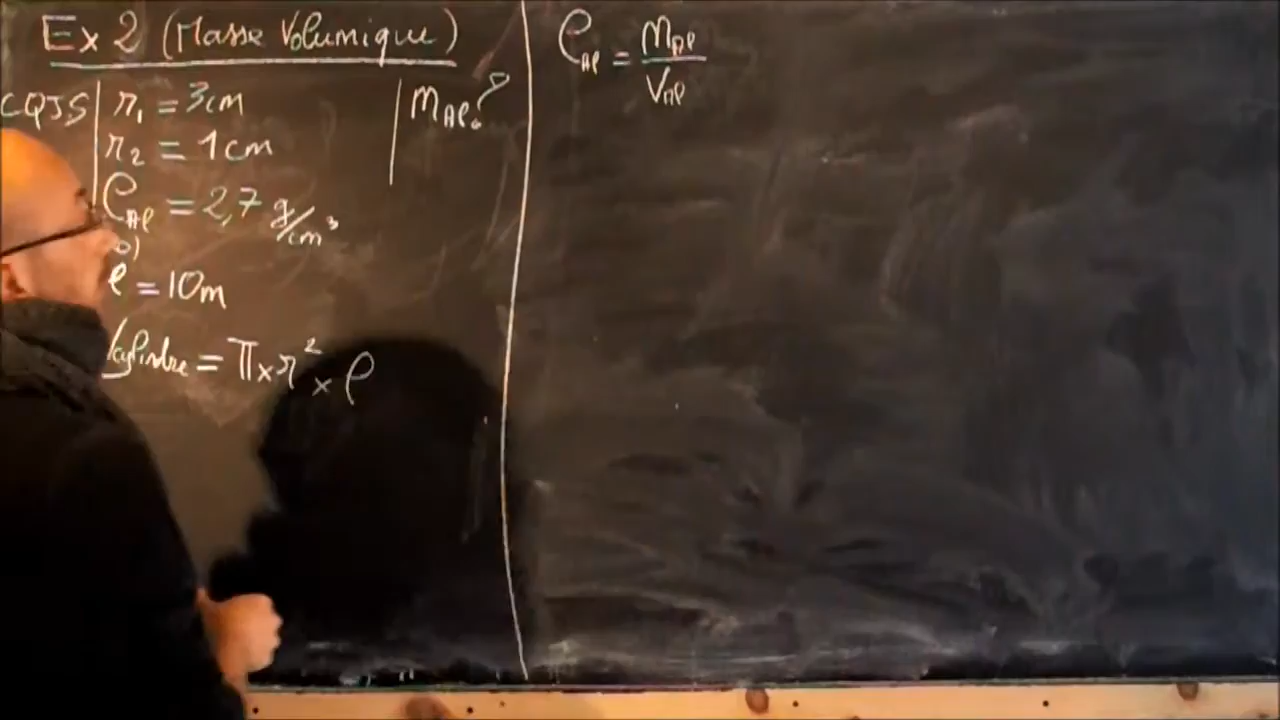 Ex 2 (Masse Volumique)
CQJS
r₁ = 3cm
r₂ = 1cm
ρAl = 2,7 g/cm³
l = 10m
Vcylindre = π × r² × l
mAl ?
ρAl = mAl / VAl